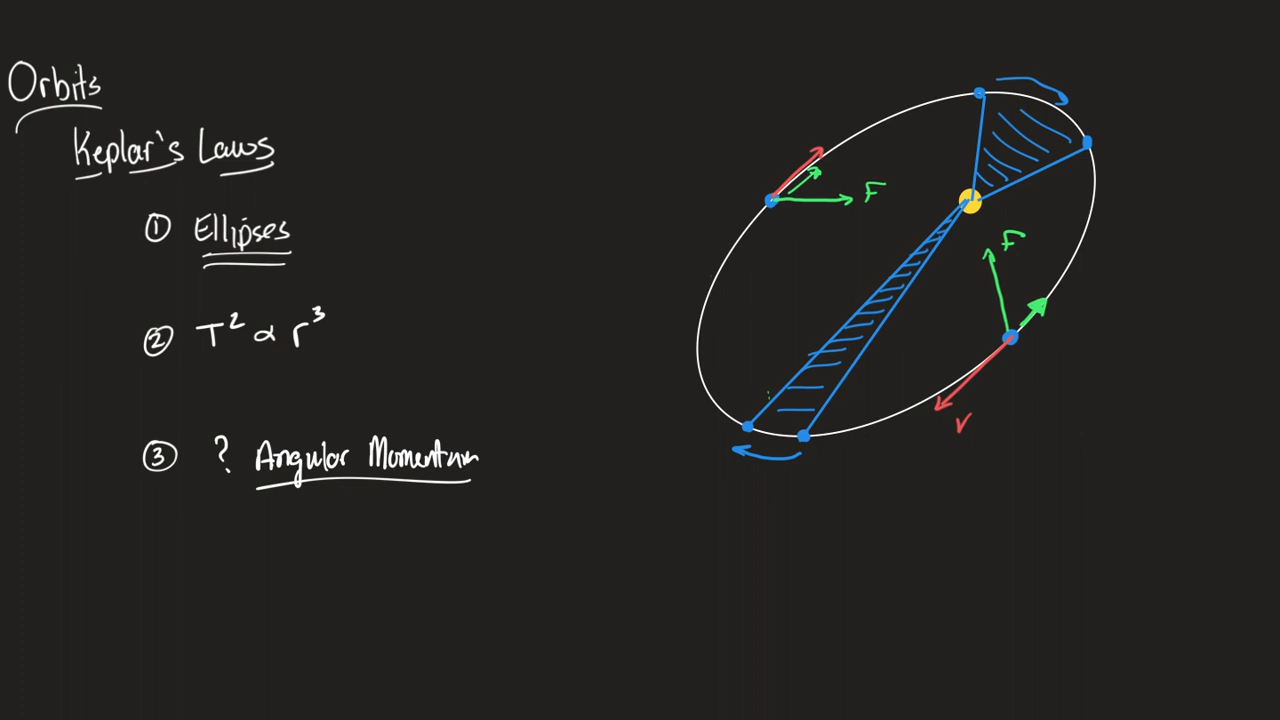 Orbits
Keplar's Laws
① Ellipses
② T² ∝ r³
③ ? Angular Momentum
F
F
V